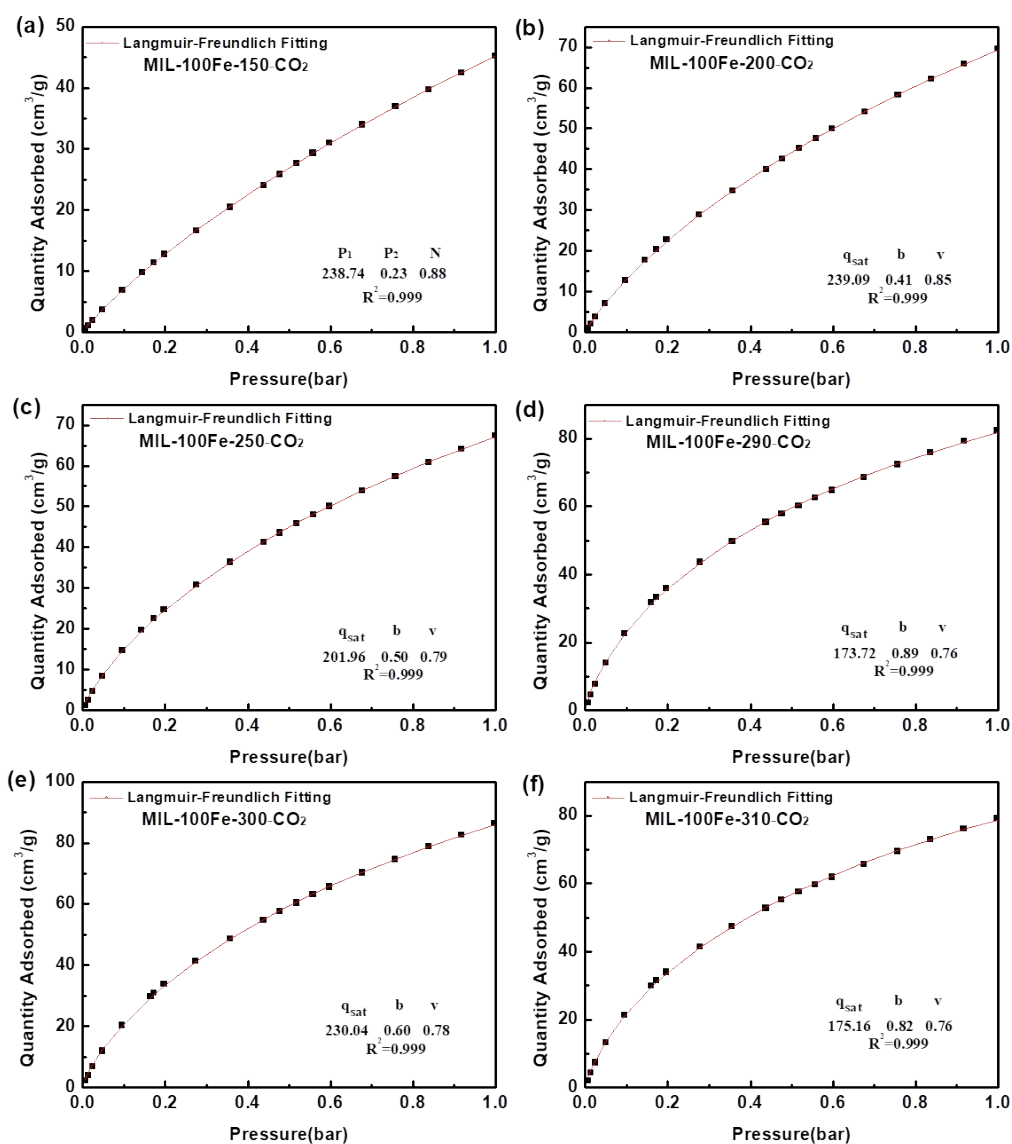 (a)
Langmuir-Freundlich Fitting
MIL-100Fe-150-CO₂
50
40
30
20
10
0
Quantity Adsorbed (cm³/g)
P₁ P₂ N
238.74 0.23 0.88
R²=0.999
0.0 0.2 0.4 0.6 0.8 1.0
Pressure(bar)
(b)
Langmuir-Freundlich Fitting
MIL-100Fe-200-CO₂
70
60
50
40
30
20
10
0
Quantity Adsorbed (cm³/g)
qsat b v
239.09 0.41 0.85
R²=0.999
0.0 0.2 0.4 0.6 0.8 1.0
Pressure(bar)
(c)
Langmuir-Freundlich Fitting
MIL-100Fe-250-CO₂
70
60
50
40
30
20
10
0
Quantity Adsorbed (cm³/g)
qsat b v
201.96 0.50 0.79
R²=0.999
0.0 0.2 0.4 0.6 0.8 1.0
Pressure(bar)
(d)
Langmuir-Freundlich Fitting
MIL-100Fe-290-CO₂
80
60
40
20
0
Quantity Adsorbed (cm³/g)
qsat b v
173.72 0.89 0.76
R²=0.999
0.0 0.2 0.4 0.6 0.8 1.0
Pressure(bar)
(e)
Langmuir-Freundlich Fitting
MIL-100Fe-300-CO₂
100
80
60
40
20
0
Quantity Adsorbed (cm³/g)
qsat b v
230.04 0.60 0.78
R²=0.999
0.0 0.2 0.4 0.6 0.8 1.0
Pressure(bar)
(f)
Langmuir-Freundlich Fitting
MIL-100Fe-310-CO₂
80
60
40
20
0
Quantity Adsorbed (cm³/g)
qsat b v
175.16 0.82 0.76
R²=0.999
0.0 0.2 0.4 0.6 0.8 1.0
Pressure(bar)